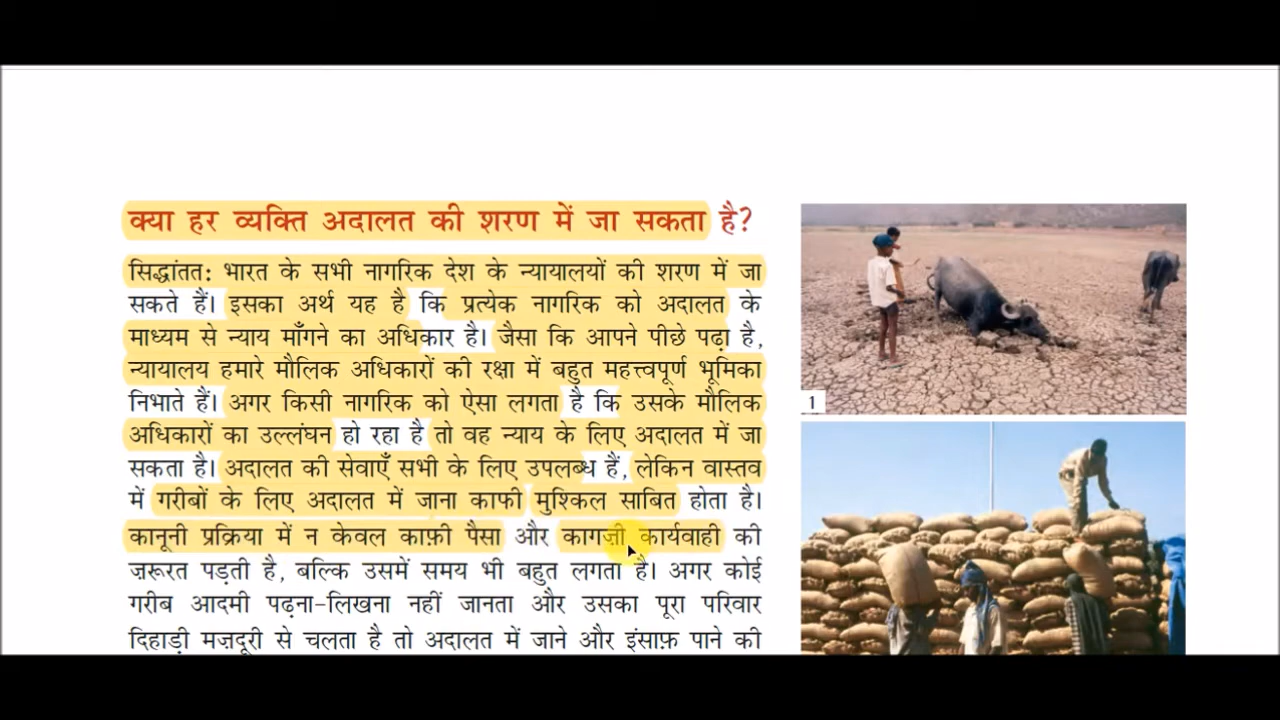 क्या हर व्यक्ति अदालत की शरण में जा सकता है?
सिद्धांततः भारत के सभी नागरिक देश के न्यायालयों की शरण में जा
सकते हैं। इसका अर्थ यह है कि प्रत्येक नागरिक को अदालत के
माध्यम से न्याय माँगने का अधिकार है। जैसा कि आपने पीछे पढ़ा है,
न्यायालय हमारे मौलिक अधिकारों की रक्षा में बहुत महत्त्वपूर्ण भूमिका
निभाते हैं। अगर किसी नागरिक को ऐसा लगता है कि उसके मौलिक
अधिकारों का उल्लंघन हो रहा है तो वह न्याय के लिए अदालत में जा
सकता है। अदालत की सेवाएँ सभी के लिए उपलब्ध हैं, लेकिन वास्तव
में गरीबों के लिए अदालत में जाना काफी मुश्किल साबित होता है।
कानूनी प्रक्रिया में न केवल काफ़ी पैसा और कागज़ी कार्यवाही की
ज़रूरत पड़ती है, बल्कि उसमें समय भी बहुत लगता है। अगर कोई
गरीब आदमी पढ़ना-लिखना नहीं जानता और उसका पूरा परिवार
दिहाड़ी मज़दूरी से चलता है तो अदालत में जाने और इंसाफ़ पाने की
1